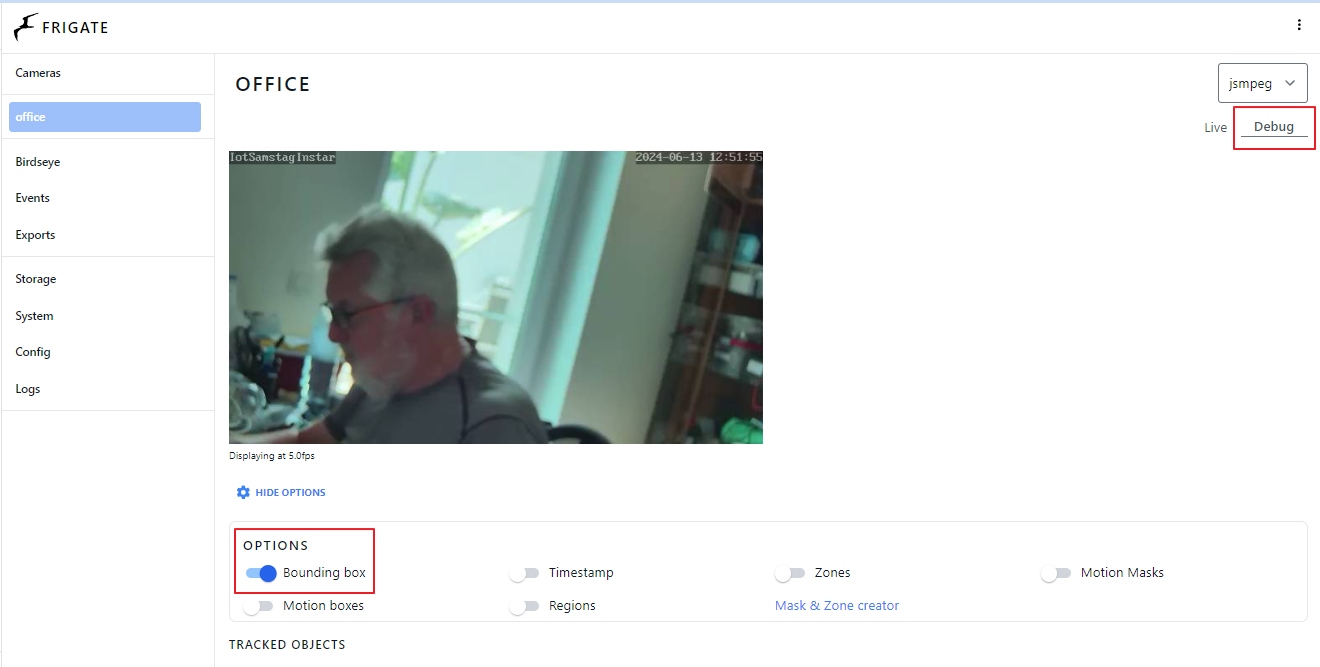 FRIGATE
Cameras
office
Birdseye
Events
Exports
Storage
System
Config
Logs
OFFICE
jsmpeg
Live Debug
IotSamstagInstar 2024-06-13 12:51:55
Displaying at 5.0fps
HIDE OPTIONS
OPTIONS
Bounding box Timestamp Zones Motion Masks
Motion boxes Regions Mask & Zone creator
TRACKED OBJECTS